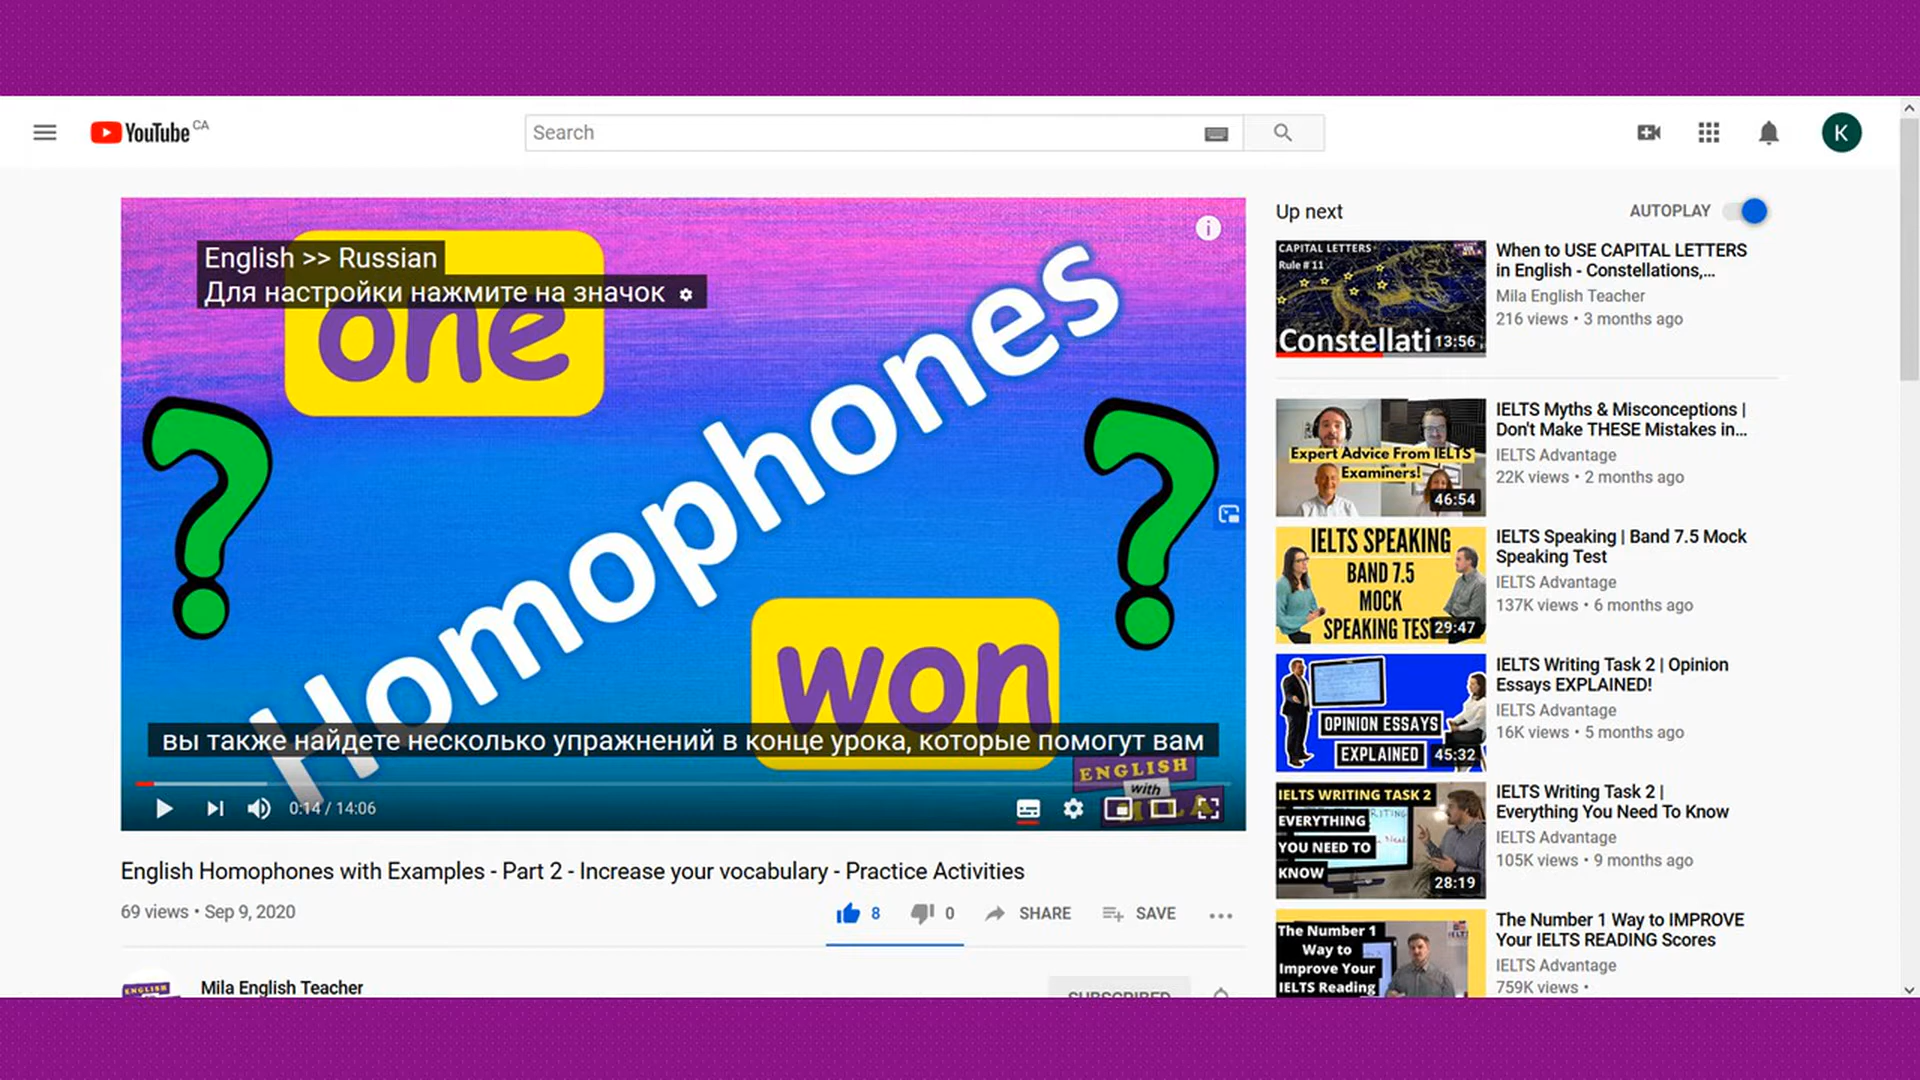 YouTube CA
Search
K
English >> Russian
Для настройки нажмите на значок
one
Homophones
won
вы также найдете несколько упражнений в конце урока, которые помогут вам
ENGLISH
with
0:14 / 14:06
English Homophones with Examples - Part 2 - Increase your vocabulary - Practice Activities
69 views • Sep 9, 2020
8
0
SHARE
SAVE
ENGLISH
Mila English Teacher
SUBSCRIBED
Up next
AUTOPLAY
CAPITAL LETTERS
Rule # 11
Constellati
13:56
When to USE CAPITAL LETTERS
in English - Constellations,...
Mila English Teacher
216 views • 3 months ago
Expert Advice From IELTS
Examiners!
46:54
IELTS Myths & Misconceptions |
Don't Make THESE Mistakes in...
IELTS Advantage
22K views • 2 months ago
IELTS SPEAKING
BAND 7.5
MOCK
SPEAKING TES
29:47
IELTS Speaking | Band 7.5 Mock
Speaking Test
IELTS Advantage
137K views • 6 months ago
OPINION ESSAYS
EXPLAINED
45:32
IELTS Writing Task 2 | Opinion
Essays EXPLAINED!
IELTS Advantage
16K views • 5 months ago
IELTS WRITING TASK 2
EVERYTHING
YOU NEED TO
KNOW
28:19
IELTS Writing Task 2 |
Everything You Need To Know
IELTS Advantage
105K views • 9 months ago
The Number 1
Way to
Improve Your
IELTS Reading
The Number 1 Way to IMPROVE
Your IELTS READING Scores
IELTS Advantage
759K views •